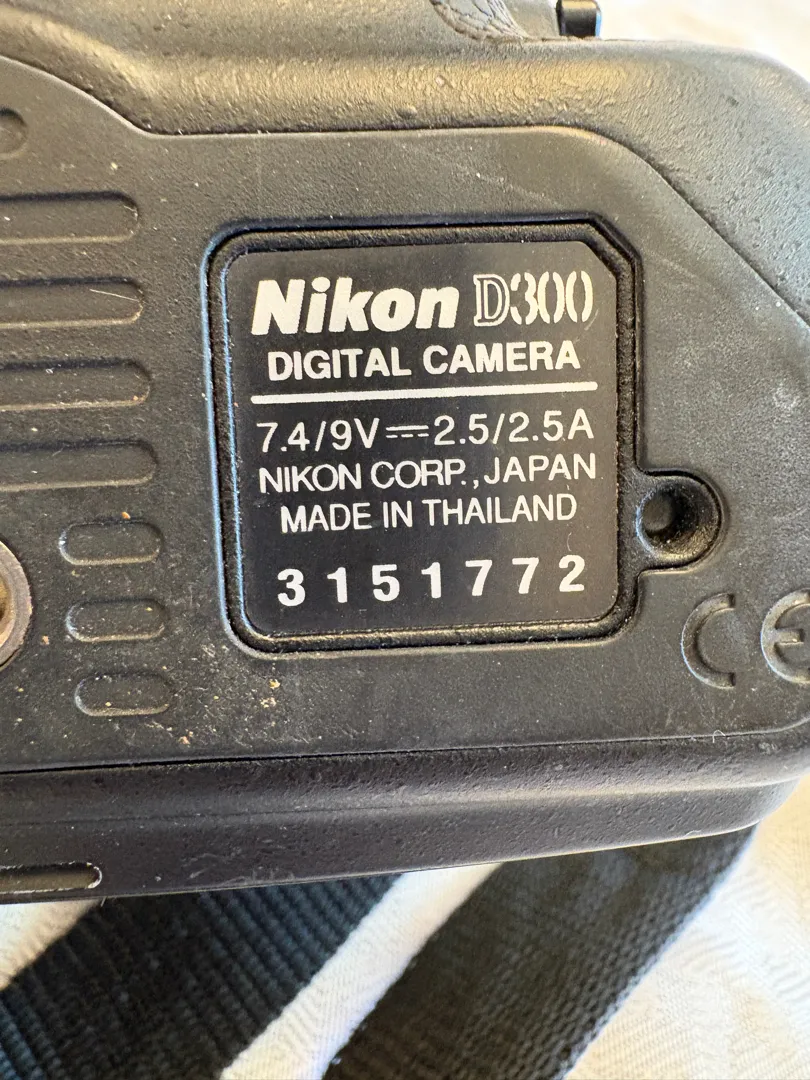 Nikon D300
DIGITAL CAMERA
7.4/9V⎓2.5/2.5A
NIKON CORP., JAPAN
MADE IN THAILAND
3151772
CE